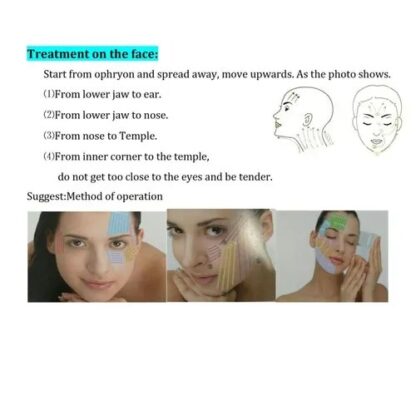 Treatment on the face:
Start from ophryon and spread away, move upwards. As the photo shows.
(1)From lower jaw to ear.
(2)From lower jaw to nose.
(3)From nose to Temple.
(4)From inner corner to the temple,
do not get too close to the eyes and be tender.
Suggest:Method of operation